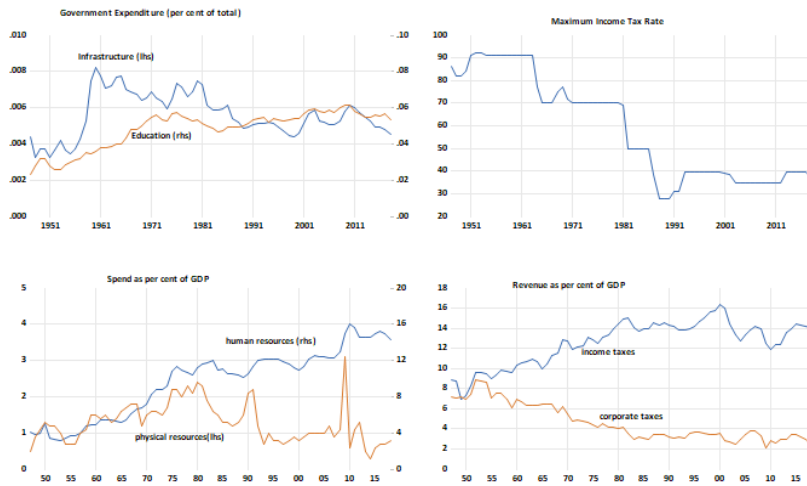 Government Expenditure (per cent of total)
.010 .10
Infrastructure (lhs)
.008 .08
.006 .06
Education (rhs)
.004 .04
.002 .02
.000 .00
1951 1961 1971 1981 1991 2001 2011
Maximum Income Tax Rate
100
90
80
70
60
50
40
30
20
1951 1961 1971 1981 1991 2001 2011
Spend as per cent of GDP
5 20
human resources (rhs)
4 16
3 12
2 8
physical resources(lhs)
1 4
0 0
50 55 60 65 70 75 80 85 90 95 00 05 10 15
Revenue as per cent of GDP
18
16
14
12
income taxes
10
8
6
corporate taxes
4
2
0
50 55 60 65 70 75 80 85 90 95 00 05 10 15